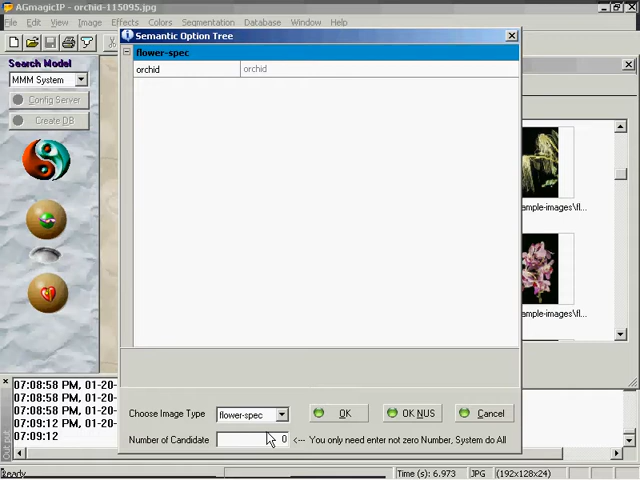 AGmagicIP - orchid-115095.jpg
File Edit View Image Effects Colors Segmentation Database Window Help
Semantic Option Tree
flower-spec
orchid orchid
Search Model
MMM System
Config Server
Create DB
ample-images\fl...
ample-images\fl...
07:08:58 PM, 01-20-
07:08:58 PM, 01-20-
07:08:58 PM, 01-20-
07:09:12 PM, 01-20-
07:09:12
Choose Image Type flower-spec OK OK NUS Cancel
Number of Candidate 0 <--- You only need enter not zero Number, System do All
Ready Time (s): 6.973 JPG (192x128x24)